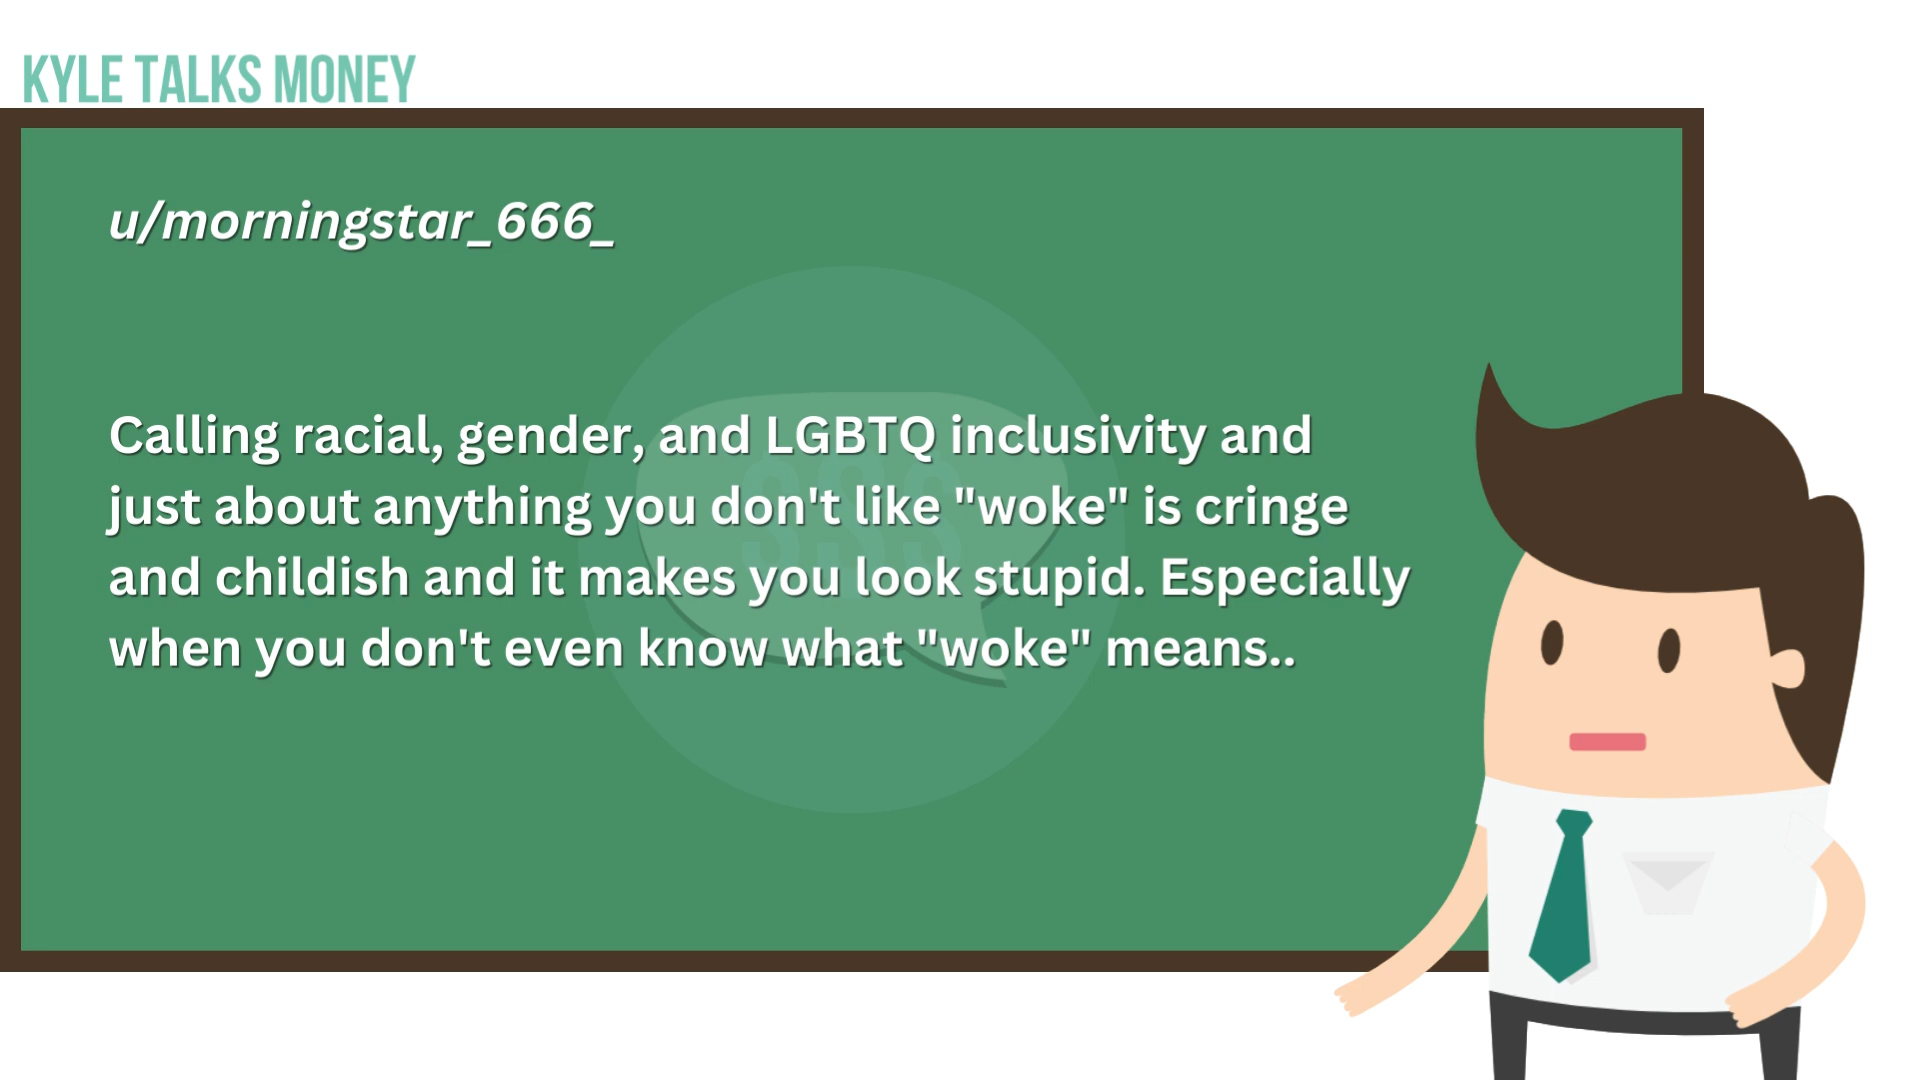 KYLE TALKS MONEY
u/morningstar_666_
Calling racial, gender, and LGBTQ inclusivity and
just about anything you don't like "woke" is cringe
and childish and it makes you look stupid. Especially
when you don't even know what "woke" means..
$$$